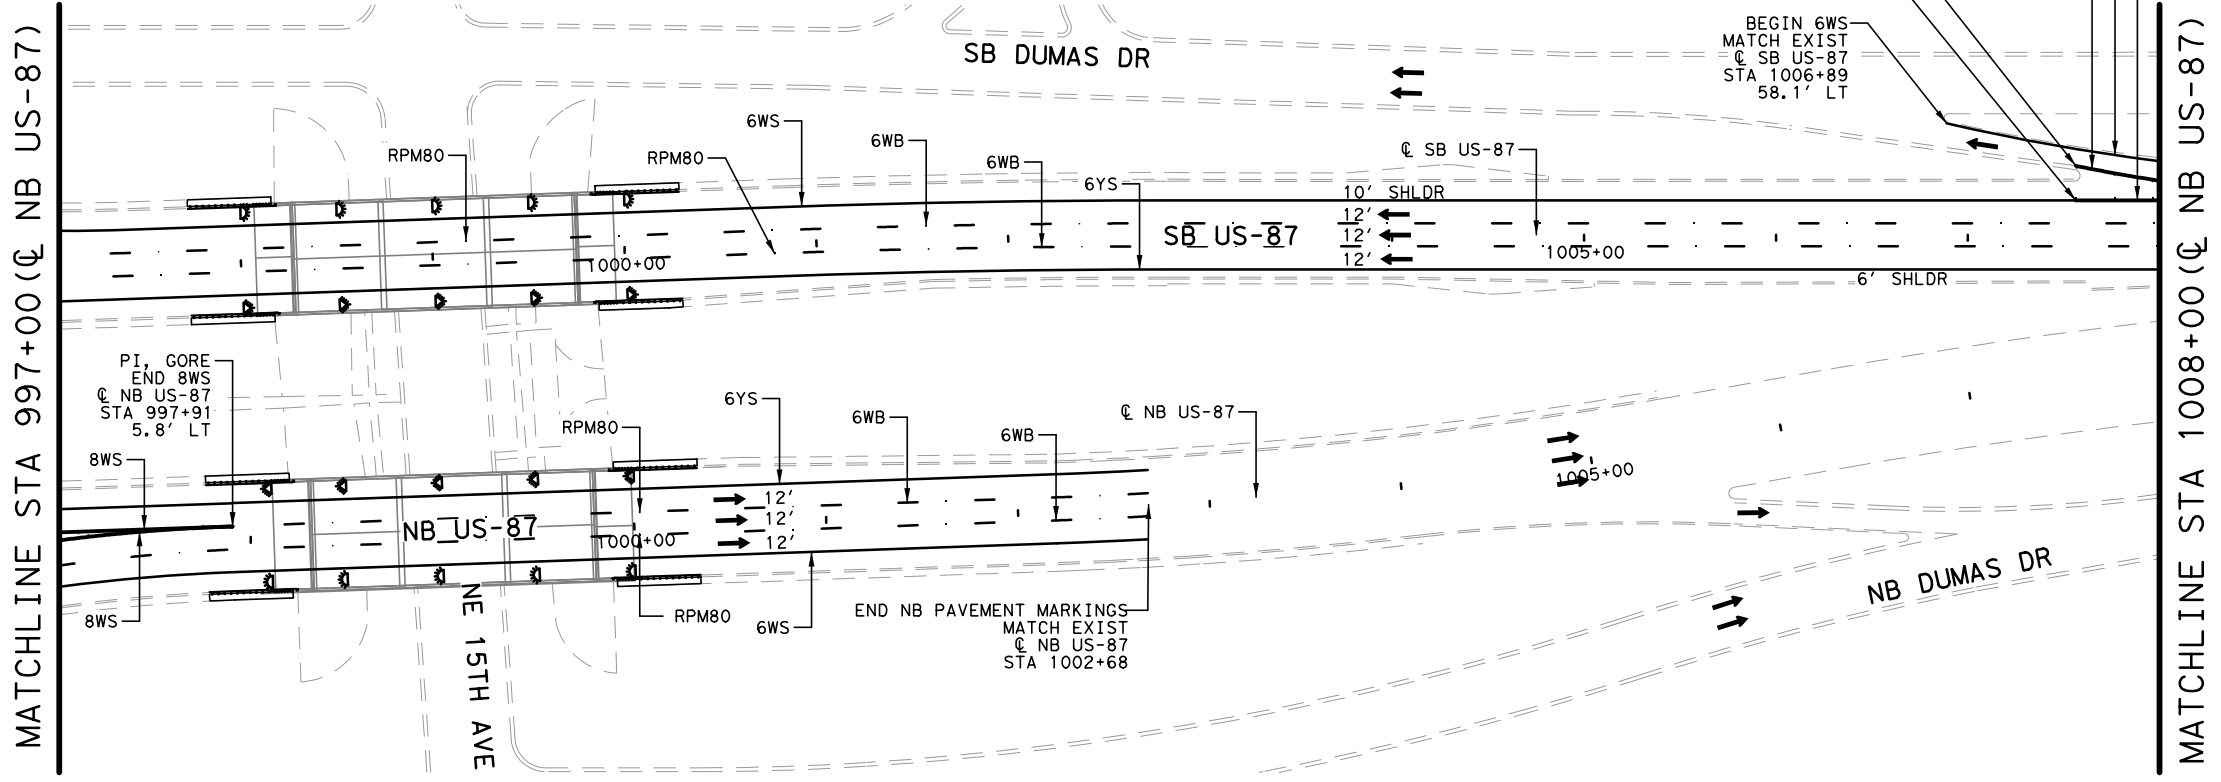 MATCHLINE STA 997+00(℄ NB US-87)
SB DUMAS DR
BEGIN 6WS
MATCH EXIST
℄ SB US-87
STA 1006+89
58.1' LT
6WS
RPM80
RPM80
6WB
6WB
℄ SB US-87
6YS
10' SHLDR
12'
12'
12'
SB US-87
1000+00
1005+00
6' SHLDR
PI, GORE
END 8WS
℄ NB US-87
STA 997+91
5.8' LT
8WS
8WS
6YS
RPM80
6WB
6WB
℄ NB US-87
NB US-87
12'
12'
12'
1000+00
1005+00
RPM80
6WS
END NB PAVEMENT MARKINGS
MATCH EXIST
℄ NB US-87
STA 1002+68
NE 15TH AVE
NB DUMAS DR
MATCHLINE STA 1008+00(℄ NB US-87)